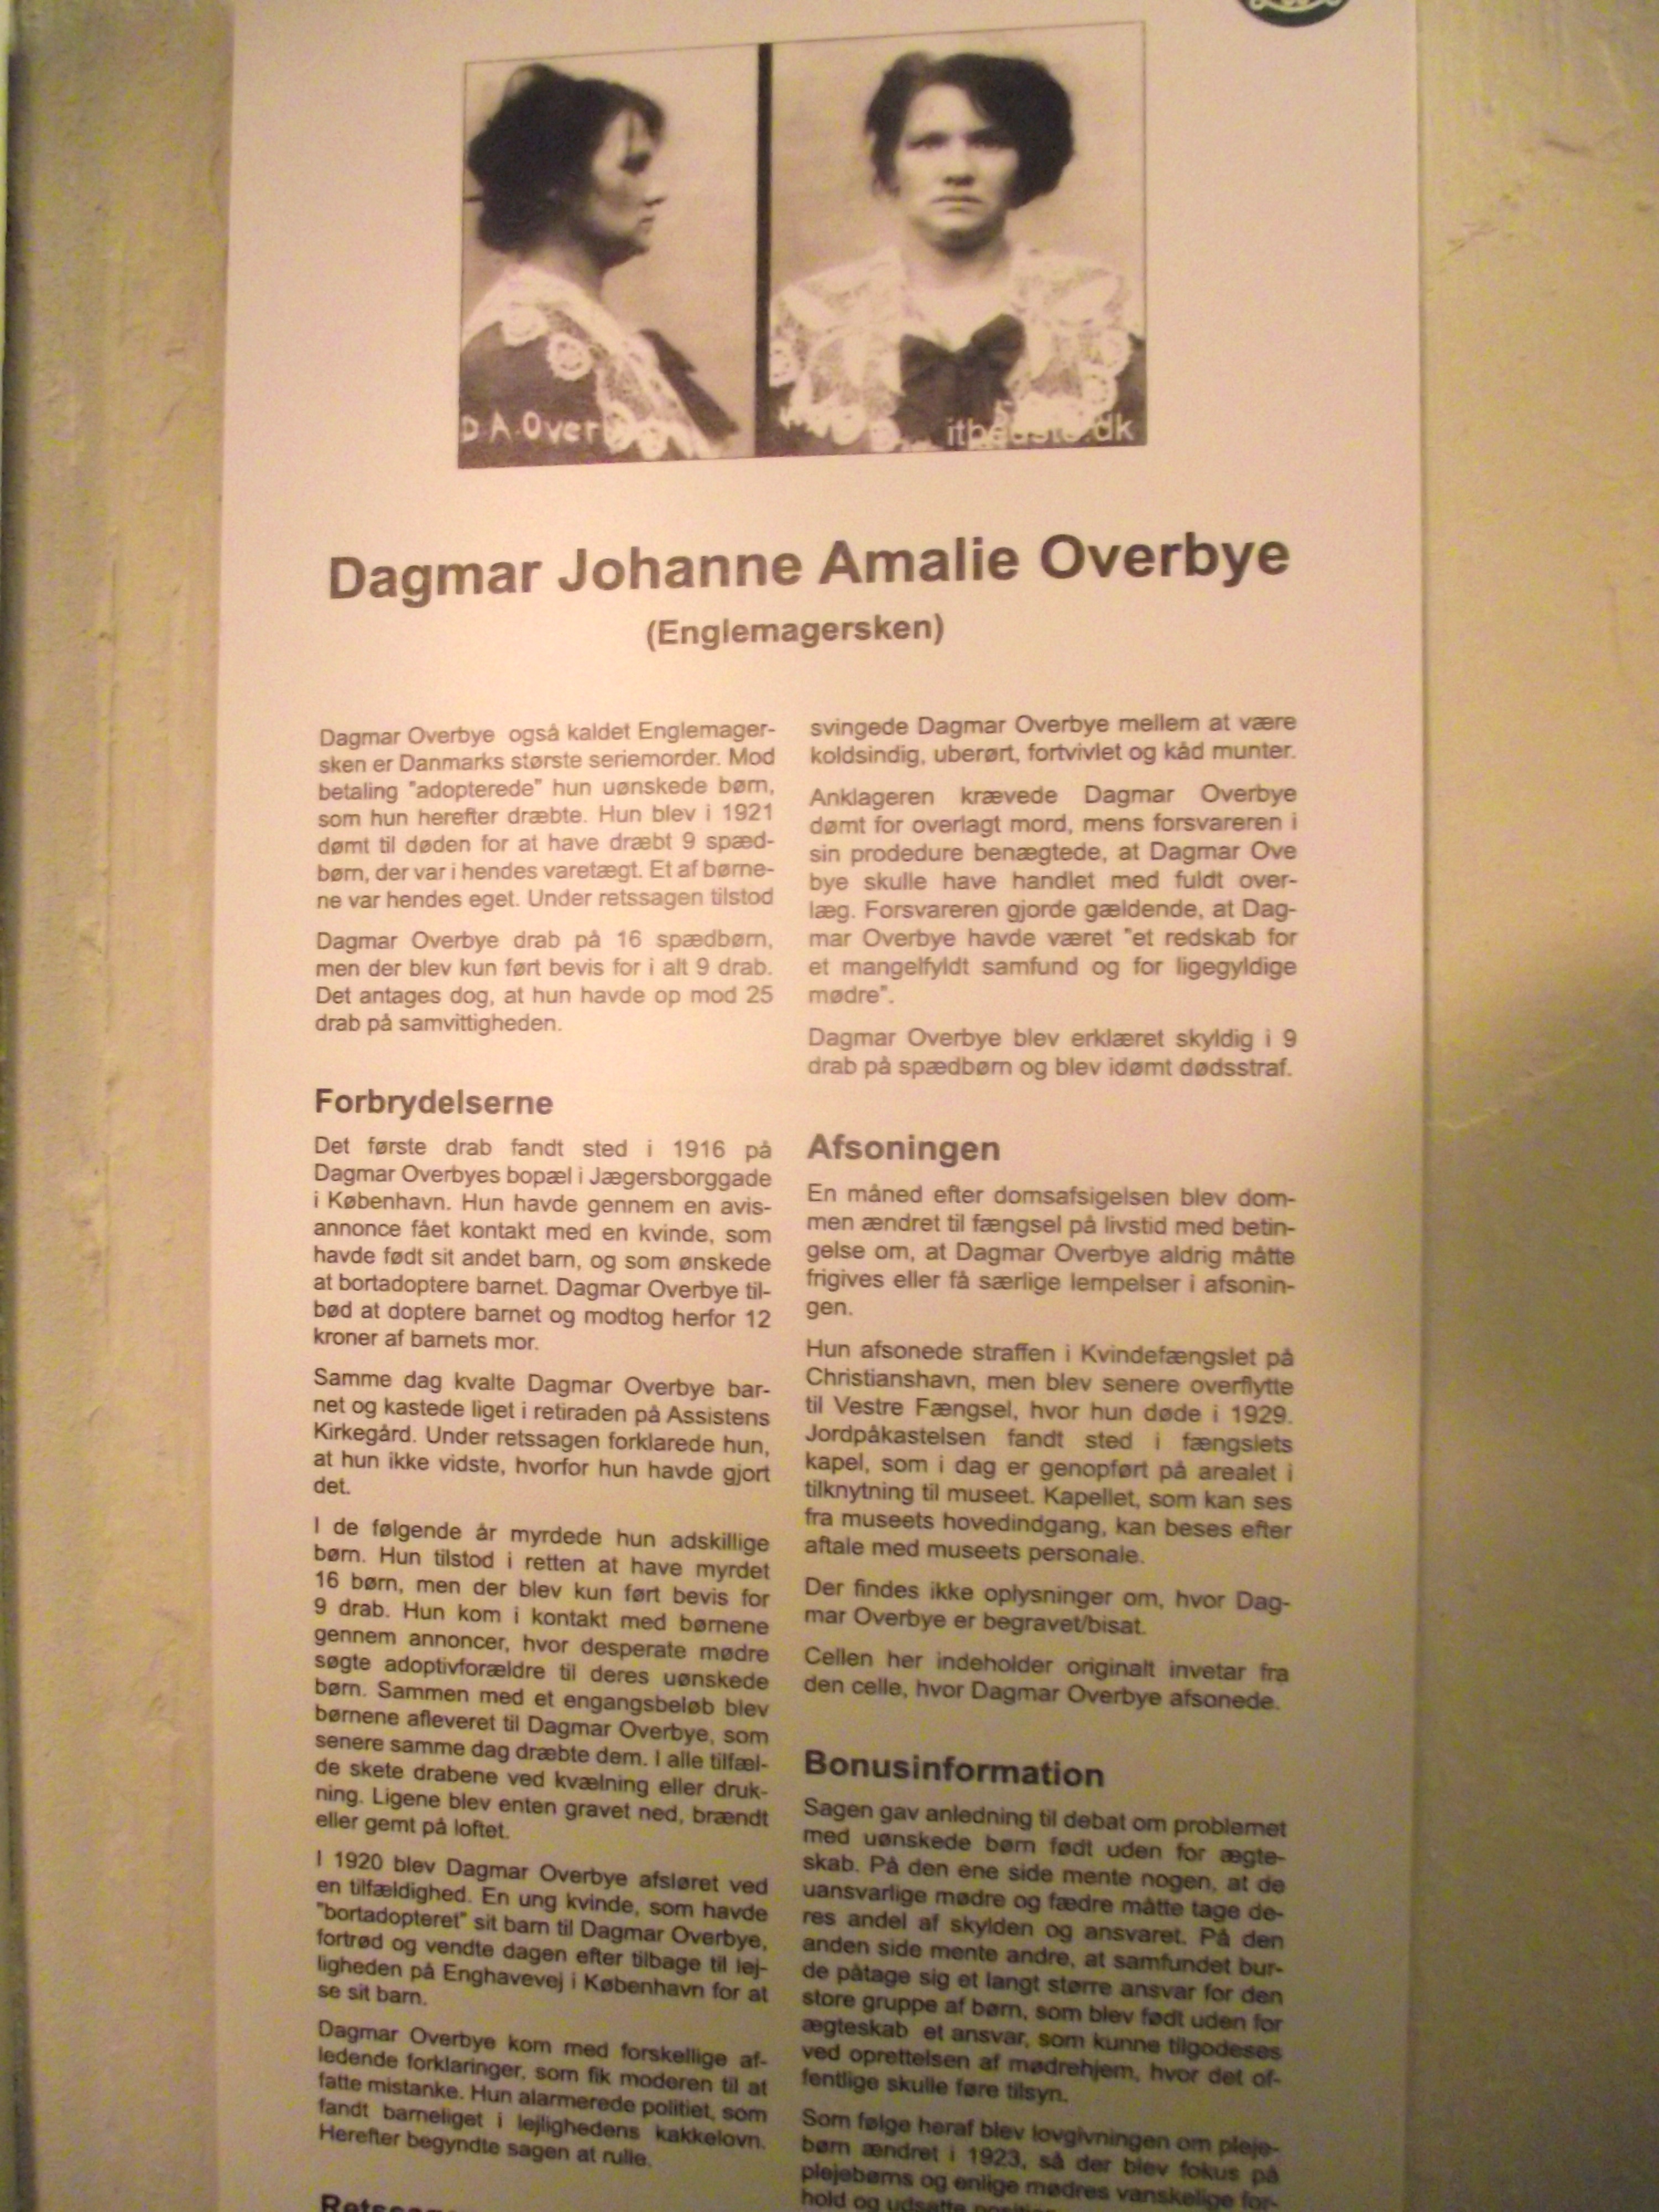 D A Over
Dagmar Johanne Amalie Overbye
(Englemagersken)
Dagmar Overbye også kaldet Englemager-
sken er Danmarks største seriemorder. Mod
betaling "adopterede" hun uønskede børn,
som hun herefter dræbte. Hun blev i 1921
dømt til døden for at have dræbt 9 spæd-
børn, der var i hendes varetægt. Et af børne-
ne var hendes eget. Under retssagen tilstod
Dagmar Overbye drab på 16 spædbørn,
men der blev kun ført bevis for i alt 9 drab.
Det antages dog, at hun havde op mod 25
drab på samvittigheden.
Forbrydelserne
Det første drab fandt sted i 1916 på
Dagmar Overbyes bopæl i Jægersborggade
i København. Hun havde gennem en avis-
annonce fået kontakt med en kvinde, som
havde født sit andet barn, og som ønskede
at bortadoptere barnet. Dagmar Overbye til-
bød at doptere barnet og modtog herfor 12
kroner af barnets mor.
Samme dag kvalte Dagmar Overbye bar-
net og kastede liget i retiraden på Assistens
Kirkegård. Under retssagen forklarede hun,
at hun ikke vidste, hvorfor hun havde gjort
det.
I de følgende år myrdede hun adskillige
børn. Hun tilstod i retten at have myrdet
16 børn, men der blev kun ført bevis for
9 drab. Hun kom i kontakt med børnene
gennem annoncer, hvor desperate mødre
søgte adoptivforældre til deres uønskede
børn. Sammen med et engangsbeløb blev
børnene afleveret til Dagmar Overbye, som
senere samme dag dræbte dem. I alle tilfæl-
de skete drabene ved kvælning eller druk-
ning. Ligene blev enten gravet ned, brændt
eller gemt på loftet.
I 1920 blev Dagmar Overbye afsløret ved
en tilfældighed. En ung kvinde, som havde
"bortadopteret" sit barn til Dagmar Overbye,
fortrød og vendte dagen efter tilbage til lej-
ligheden på Enghavevej i København for at
se sit barn.
Dagmar Overbye kom med forskellige af-
ledende forklaringer, som fik moderen til at
fatte mistanke. Hun alarmerede politiet, som
fandt barneliget i lejlighedens kakkelovn.
Herefter begyndte sagen at rulle.
svingede Dagmar Overbye mellem at være
koldsindig, uberørt, fortvivlet og kåd munter.
Anklageren krævede Dagmar Overbye
dømt for overlagt mord, mens forsvareren i
sin prodedure benægtede, at Dagmar Ove
bye skulle have handlet med fuldt over-
læg. Forsvareren gjorde gældende, at Dag-
mar Overbye havde været "et redskab for
et mangelfyldt samfund og for ligegyldige
mødre".
Dagmar Overbye blev erklæret skyldig i 9
drab på spædbørn og blev idømt dødsstraf.
Afsoningen
En måned efter domsafsigelsen blev dom-
men ændret til fængsel på livstid med betin-
gelse om, at Dagmar Overbye aldrig måtte
frigives eller få særlige lempelser i afsonin-
gen.
Hun afsonede straffen i Kvindefængslet på
Christianshavn, men blev senere overflytte
til Vestre Fængsel, hvor hun døde i 1929.
Jordpåkastelsen fandt sted i fængslets
kapel, som i dag er genopført på arealet i
tilknytning til museet. Kapellet, som kan ses
fra museets hovedindgang, kan beses efter
aftale med museets personale.
Der findes ikke oplysninger om, hvor Dag-
mar Overbye er begravet/bisat.
Cellen her indeholder originalt invetar fra
den celle, hvor Dagmar Overbye afsonede.
Bonusinformation
Sagen gav anledning til debat om problemet
med uønskede børn født uden for ægte-
skab. På den ene side mente nogen, at de
uansvarlige mødre og fædre måtte tage de-
res andel af skylden og ansvaret. På den
anden side mente andre, at samfundet bur-
de påtage sig et langt større ansvar for den
store gruppe af børn, som blev født uden for
ægteskab et ansvar, som kunne tilgodeses
ved oprettelsen af mødrehjem, hvor det of-
fentlige skulle føre tilsyn.
Som følge heraf blev lovgivningen om pleje-
børn ændret i 1923, så der blev fokus på
plejebørns og enlige mødres vanskelige for-
hold og udsatte